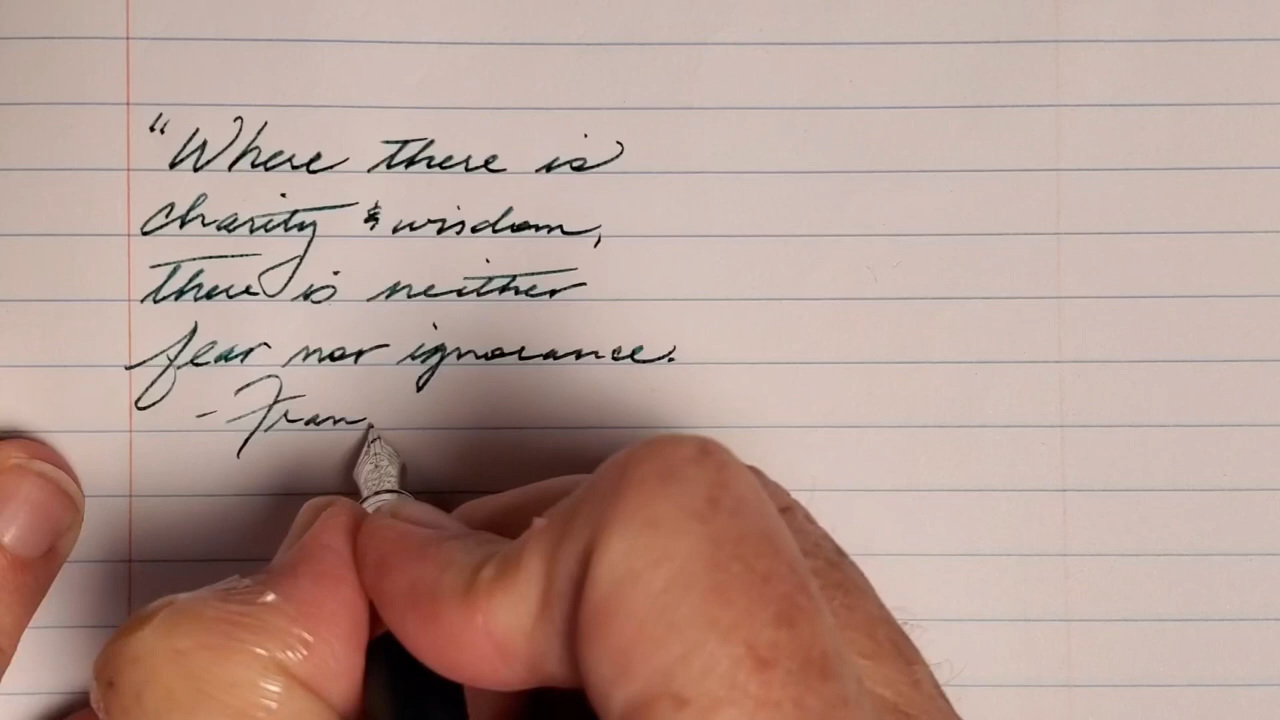 "Where there is
charity & wisdom,
there is neither
fear nor ignorance.
- Fran